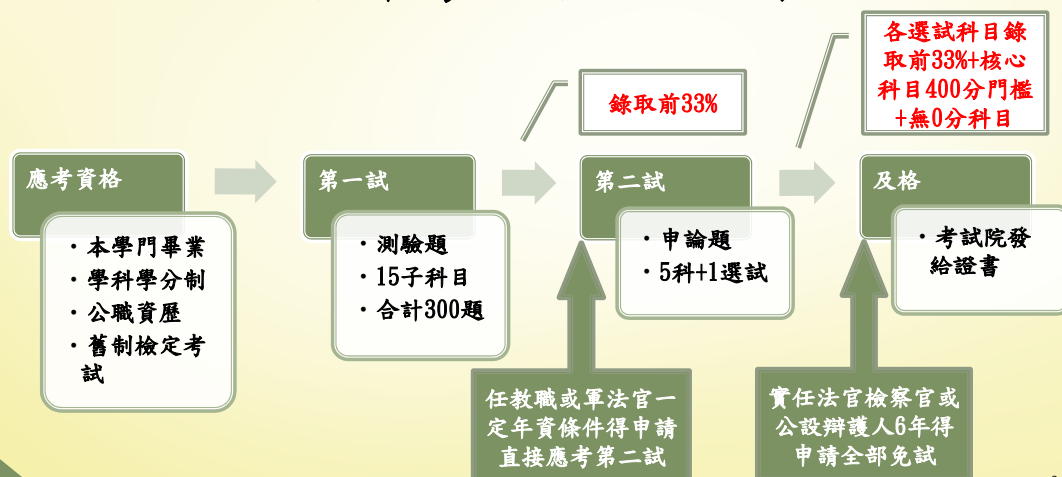 錄取前33%
各選試科目錄
取前33%+核心
科目400分門檻
+無0分科目
應考資格
・本學門畢業
・學科學分制
・公職資歷
・舊制檢定考
試
第一試
・測驗題
・15子科目
・合計300題
第二試
・申論題
・5科+1選試
及格
・考試院發
給證書
任教職或軍法官一
定年資條件得申請
直接應考第二試
實任法官檢察官或
公設辯護人6年得
申請全部免試